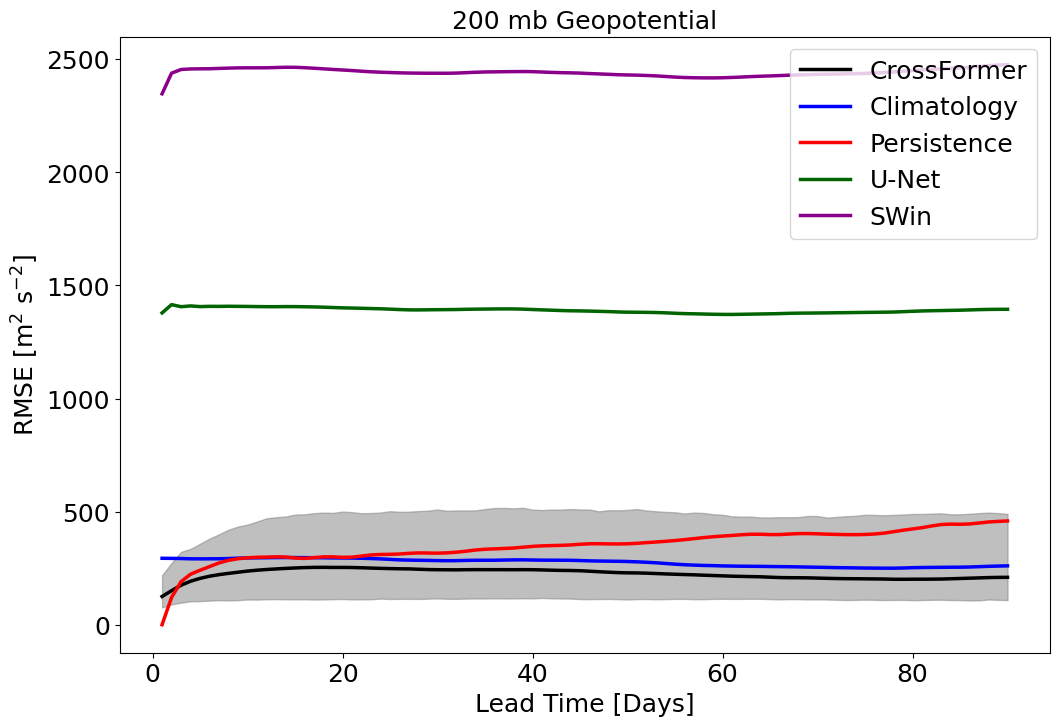 200 mb Geopotential
2500
2000
1500
1000
500
0
RMSE [m² s⁻²]
CrossFormer
Climatology
Persistence
U-Net
SWin
0 20 40 60 80
Lead Time [Days]